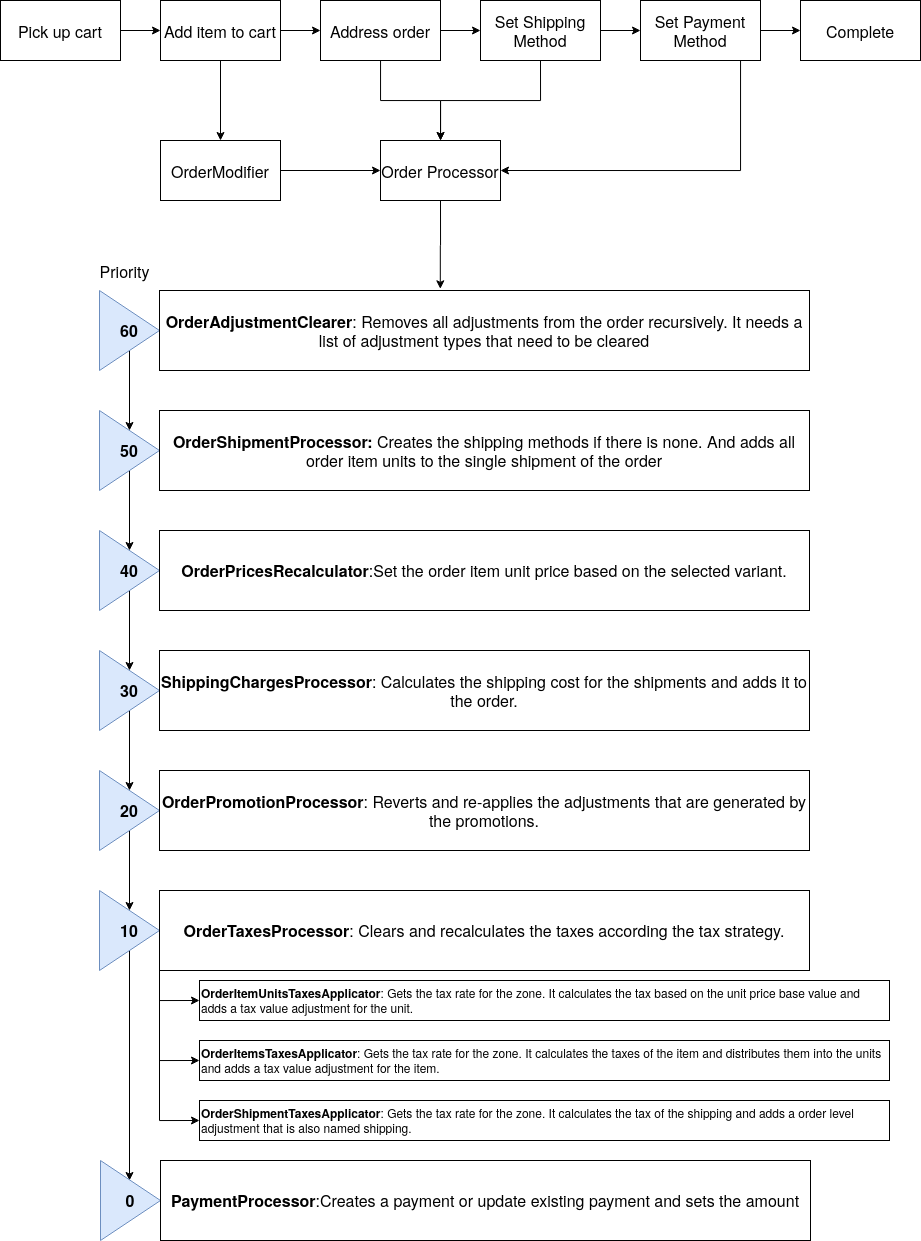 Pick up cart
Add item to cart
Address order
Set Shipping
Method
Set Payment
Method
Complete
OrderModifier
Order Processor
Priority
60
OrderAdjustmentClearer: Removes all adjustments from the order recursively. It needs a
list of adjustment types that need to be cleared
50
OrderShipmentProcessor: Creates the shipping methods if there is none. And adds all
order item units to the single shipment of the order
40
OrderPricesRecalculator:Set the order item unit price based on the selected variant.
30
ShippingChargesProcessor: Calculates the shipping cost for the shipments and adds it to
the order.
20
OrderPromotionProcessor: Reverts and re-applies the adjustments that are generated by
the promotions.
10
OrderTaxesProcessor: Clears and recalculates the taxes according the tax strategy.
OrderItemUnitsTaxesApplicator: Gets the tax rate for the zone. It calculates the tax based on the unit price base value and
adds a tax value adjustment for the unit.
OrderItemsTaxesApplicator: Gets the tax rate for the zone. It calculates the taxes of the item and distributes them into the units
and adds a tax value adjustment for the item.
OrderShipmentTaxesApplicator: Gets the tax rate for the zone. It calculates the tax of the shipping and adds a order level
adjustment that is also named shipping.
0
PaymentProcessor:Creates a payment or update existing payment and sets the amount